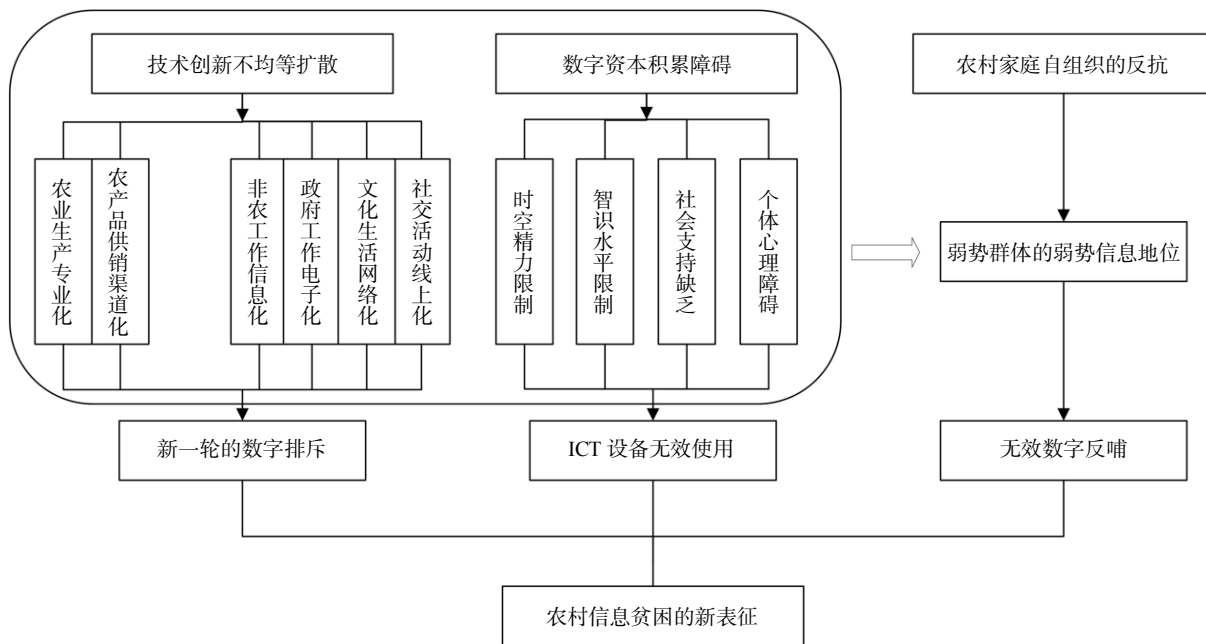 技术创新不均等扩散
数字资本积累障碍
农村家庭自组织的反抗
农业生产专业化
农产品供销渠道化
非农工作信息化
政府工作电子化
文化生活网络化
社交活动线上化
时空精力限制
智识水平限制
社会支持缺乏
个体心理障碍
弱势群体的弱势信息地位
新一轮的数字排斥
ICT 设备无效使用
无效数字反哺
农村信息贫困的新表征